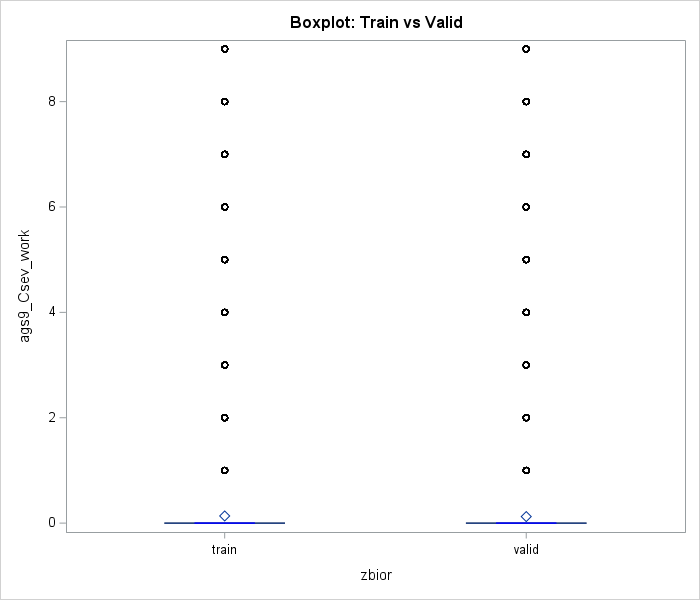 Boxplot: Train vs Valid
8
6
4
2
0
ags9_Csev_work
train
valid
zbior